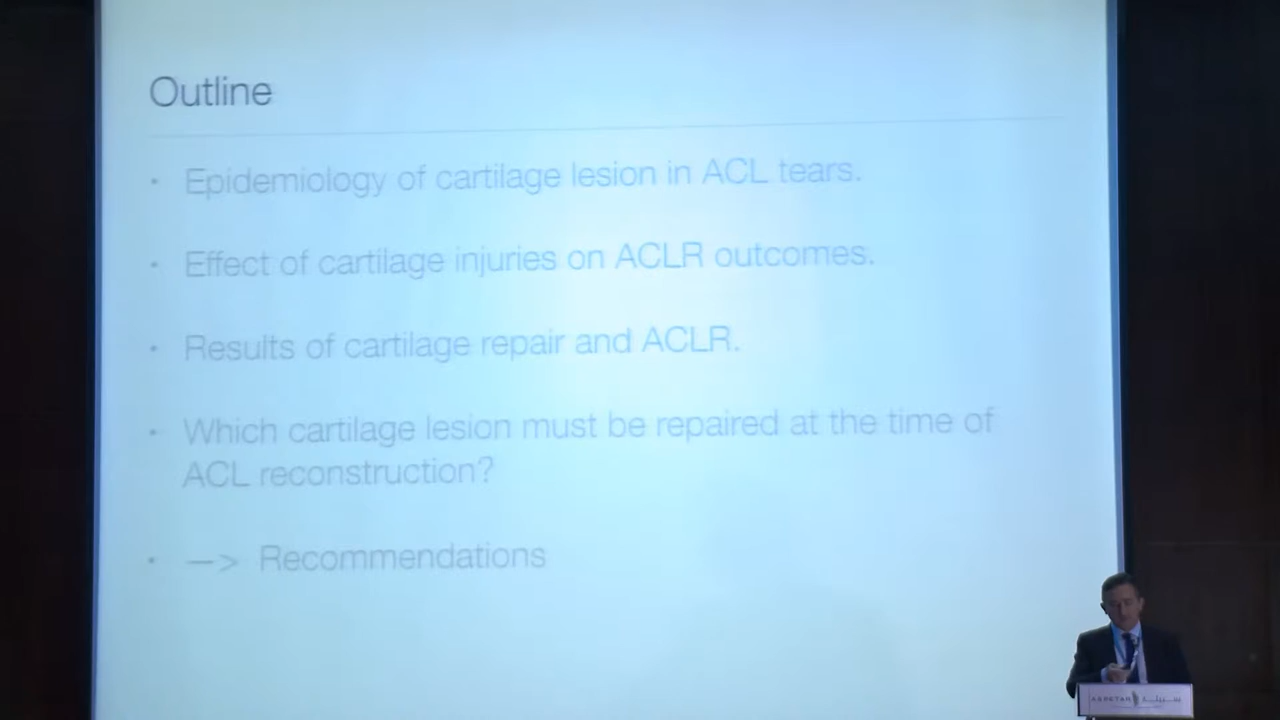 Outline
• Epidemiology of cartilage lesion in ACL tears.
• Effect of cartilage injuries on ACLR outcomes.
• Results of cartilage repair and ACLR.
• Which cartilage lesion must be repaired at the time of
ACL reconstruction?
• —> Recommendations